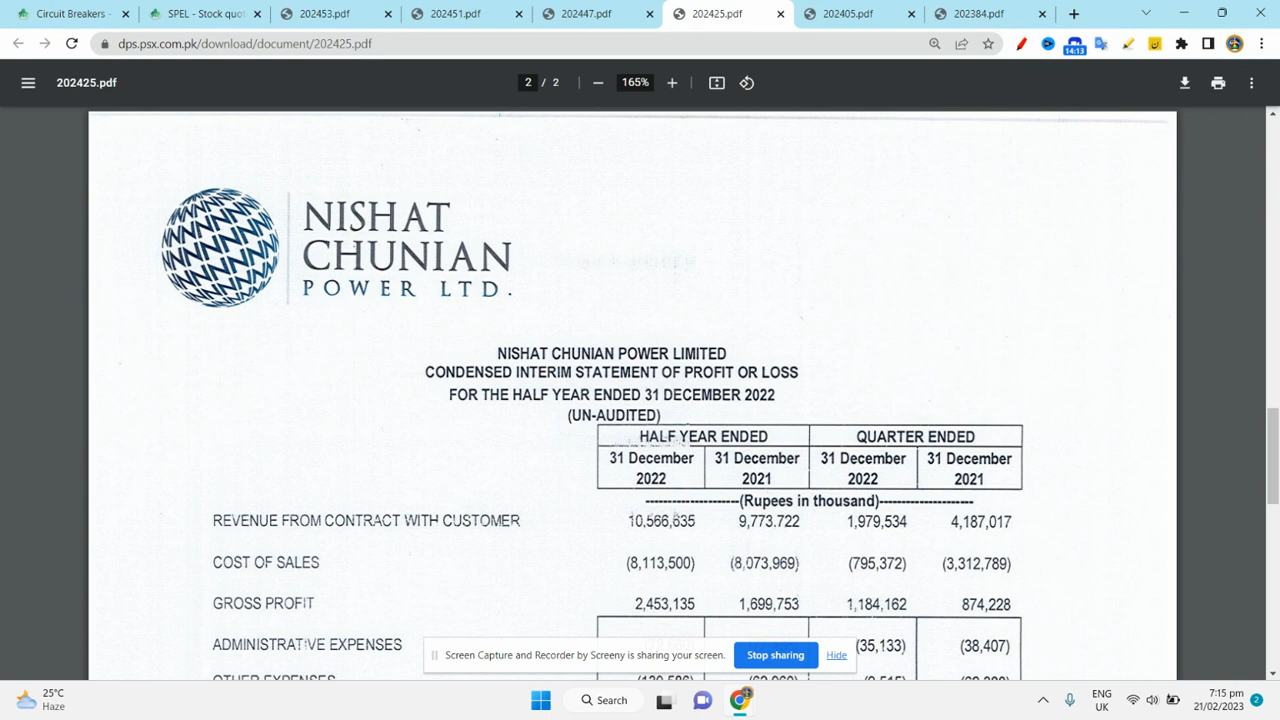 Circuit Breakers -
SPEL - Stock quot
202453.pdf
202451.pdf
202447.pdf
202425.pdf
202405.pdf
202384.pdf
dps.psx.com.pk/download/document/202425.pdf
14:13
202425.pdf
2 / 2
165%
NISHAT
CHUNIAN
POWER LTD.
NISHAT CHUNIAN POWER LIMITED
CONDENSED INTERIM STATEMENT OF PROFIT OR LOSS
FOR THE HALF YEAR ENDED 31 DECEMBER 2022
(UN-AUDITED)
HALF YEAR ENDED QUARTER ENDED
31 December 31 December 31 December 31 December
2022 2021 2022 2021
--------------------(Rupees in thousand)--------------------
REVENUE FROM CONTRACT WITH CUSTOMER 10,566,635 9,773.722 1,979,534 4,187,017
COST OF SALES (8,113,500) (8,073,969) (795,372) (3,312,789)
GROSS PROFIT 2,453,135 1,699,753 1,184,162 874,228
ADMINISTRATIVE EXPENSES (35,133) (38,407)
OTHER EXPENSES
Screen Capture and Recorder by Screeny is sharing your screen. Stop sharing Hide
25°C
Haze
Search
ENG
UK
7:15 pm
21/02/2023
2